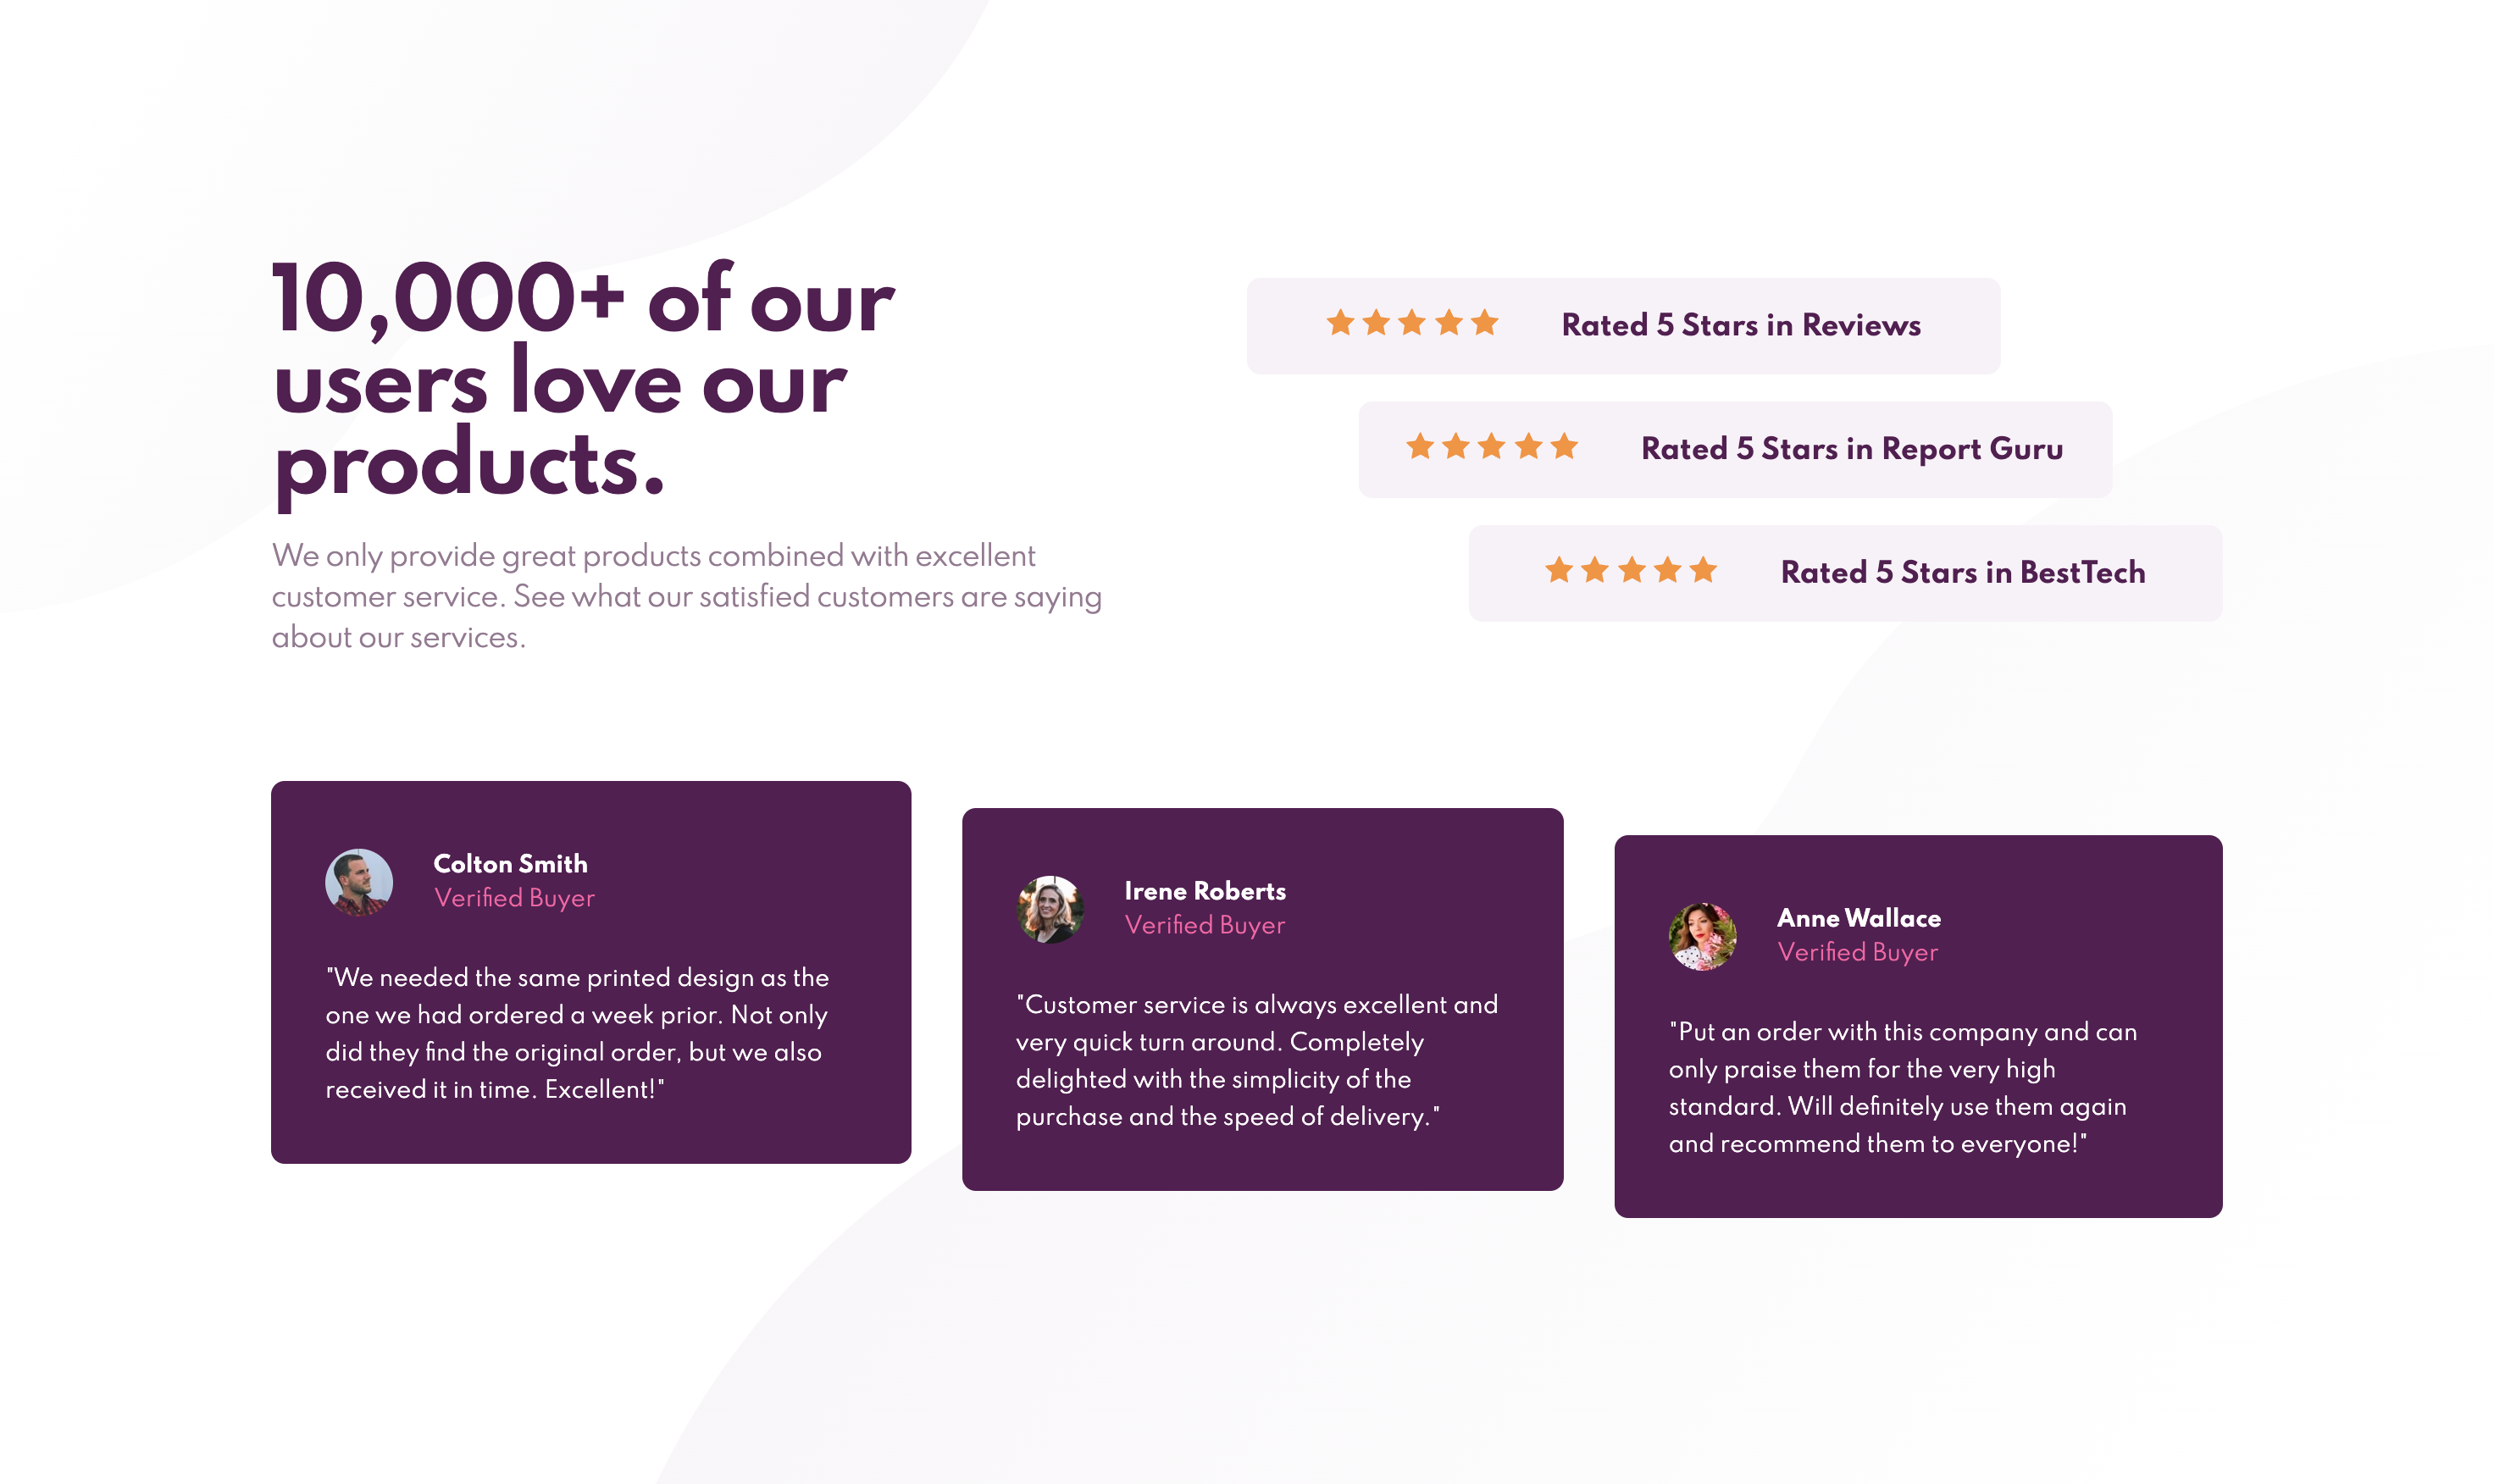 10,000+ of our
users love our
products.
We only provide great products combined with excellent
customer service. See what our satisfied customers are saying
about our services.
Rated 5 Stars in Reviews
Rated 5 Stars in Report Guru
Rated 5 Stars in BestTech
Colton Smith
Verified Buyer
"We needed the same printed design as the
one we had ordered a week prior. Not only
did they find the original order, but we also
received it in time. Excellent!"
Irene Roberts
Verified Buyer
"Customer service is always excellent and
very quick turn around. Completely
delighted with the simplicity of the
purchase and the speed of delivery."
Anne Wallace
Verified Buyer
"Put an order with this company and can
only praise them for the very high
standard. Will definitely use them again
and recommend them to everyone!"